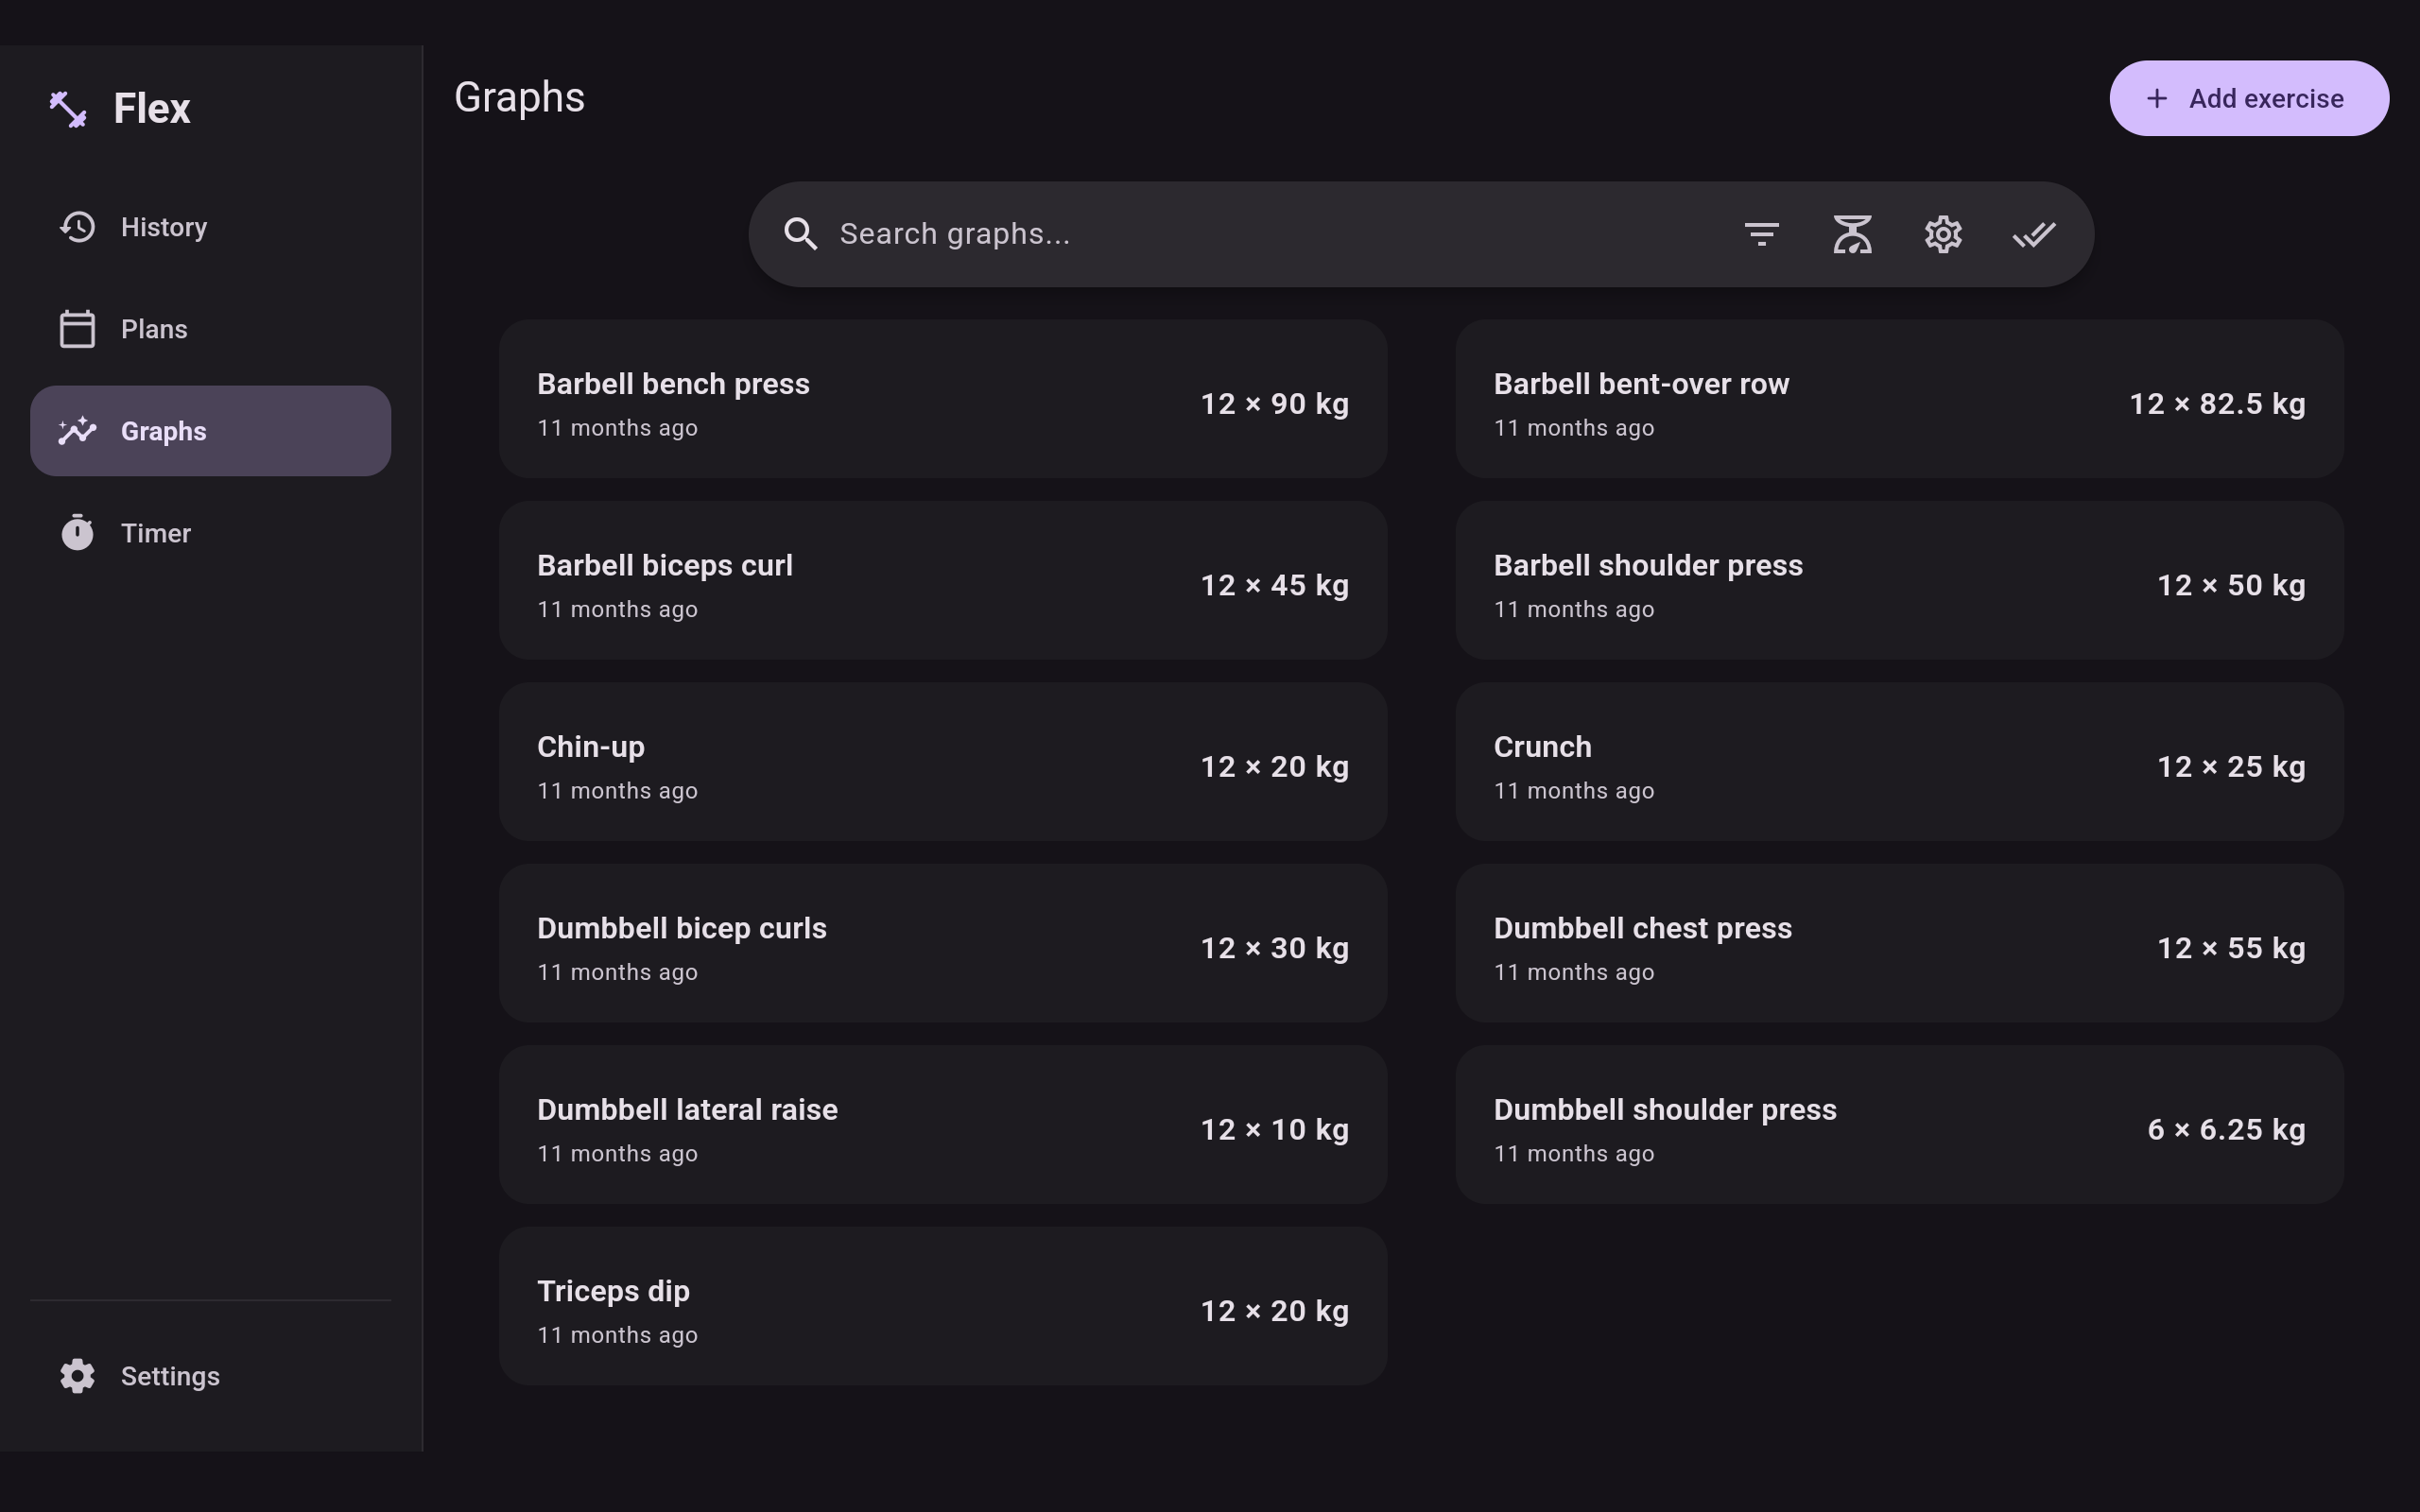 Flex
History
Plans
Graphs
Timer
Settings
Graphs
Add exercise
Search graphs...
Barbell bench press
11 months ago
12 × 90 kg
Barbell bent-over row
11 months ago
12 × 82.5 kg
Barbell biceps curl
11 months ago
12 × 45 kg
Barbell shoulder press
11 months ago
12 × 50 kg
Chin-up
11 months ago
12 × 20 kg
Crunch
11 months ago
12 × 25 kg
Dumbbell bicep curls
11 months ago
12 × 30 kg
Dumbbell chest press
11 months ago
12 × 55 kg
Dumbbell lateral raise
11 months ago
12 × 10 kg
Dumbbell shoulder press
11 months ago
6 × 6.25 kg
Triceps dip
11 months ago
12 × 20 kg